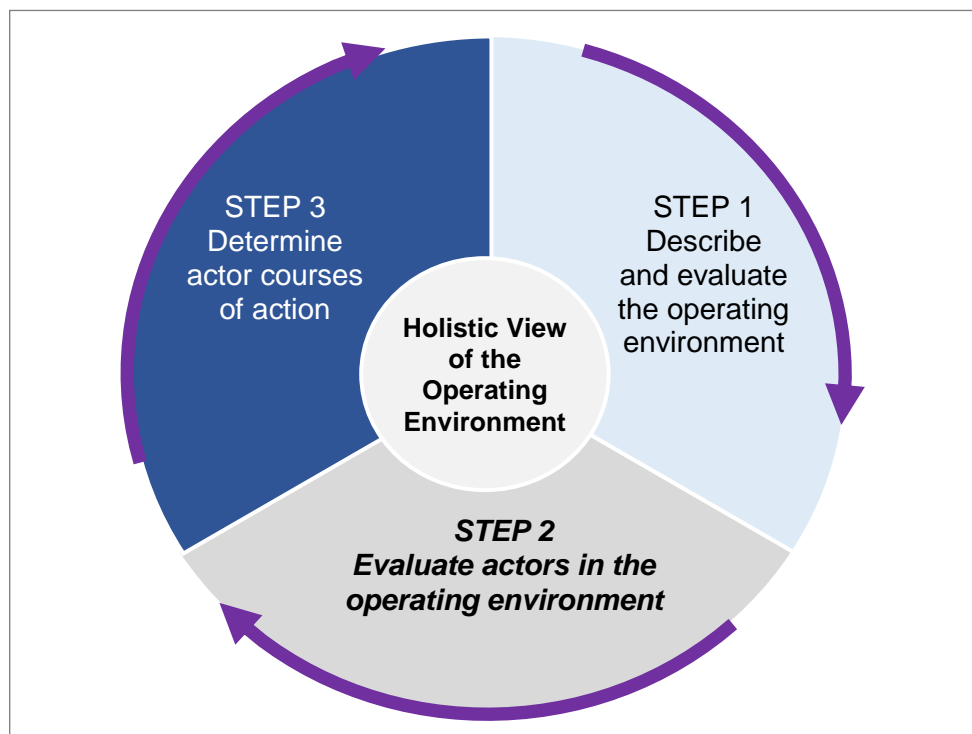 STEP 1
Describe
and evaluate
the operating
environment
STEP 2
Evaluate actors in the
operating environment
STEP 3
Determine
actor courses
of action
Holistic View
of the
Operating
Environment